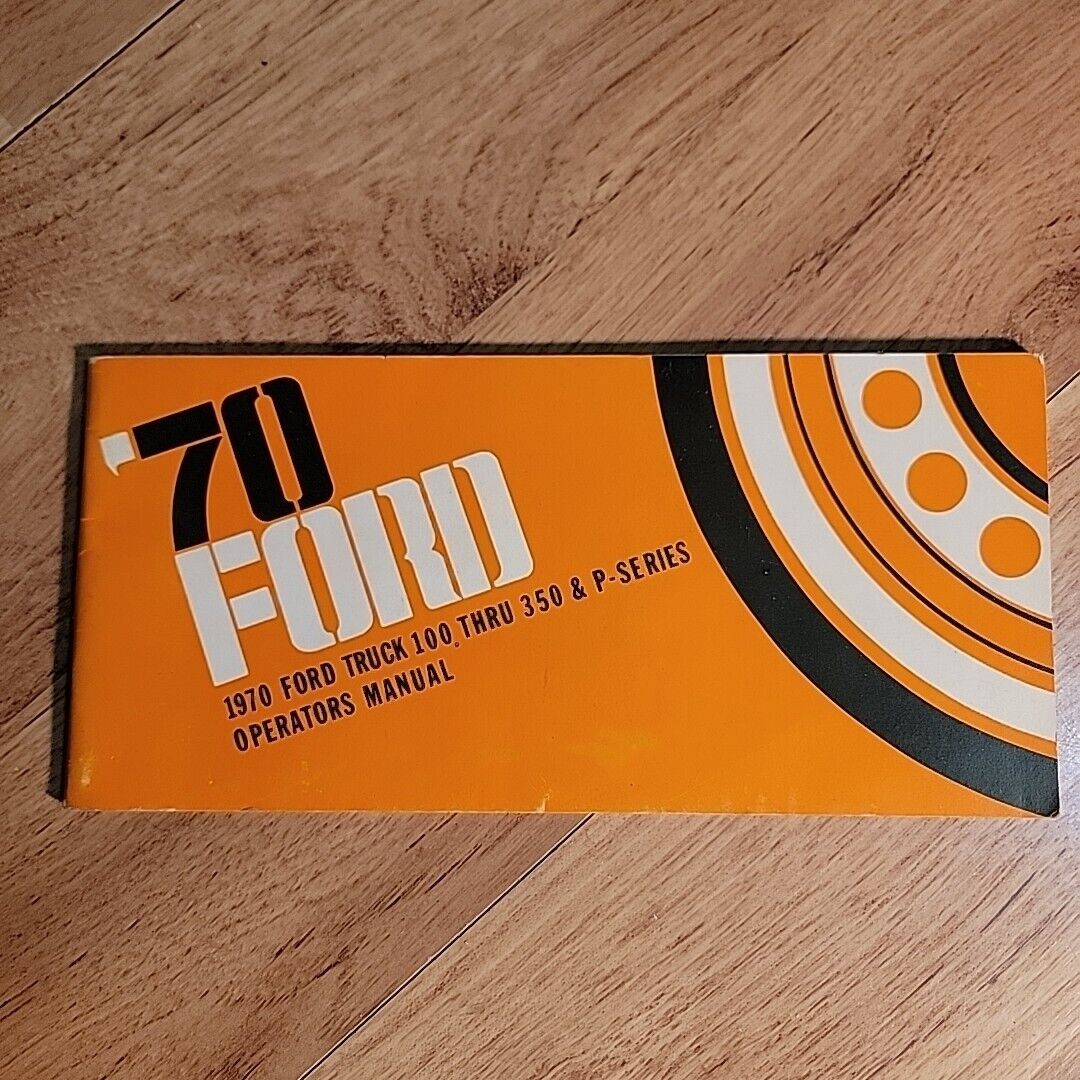 '70
FORD
1970 FORD TRUCK 100 THRU 350 & P-SERIES
OPERATORS MANUAL